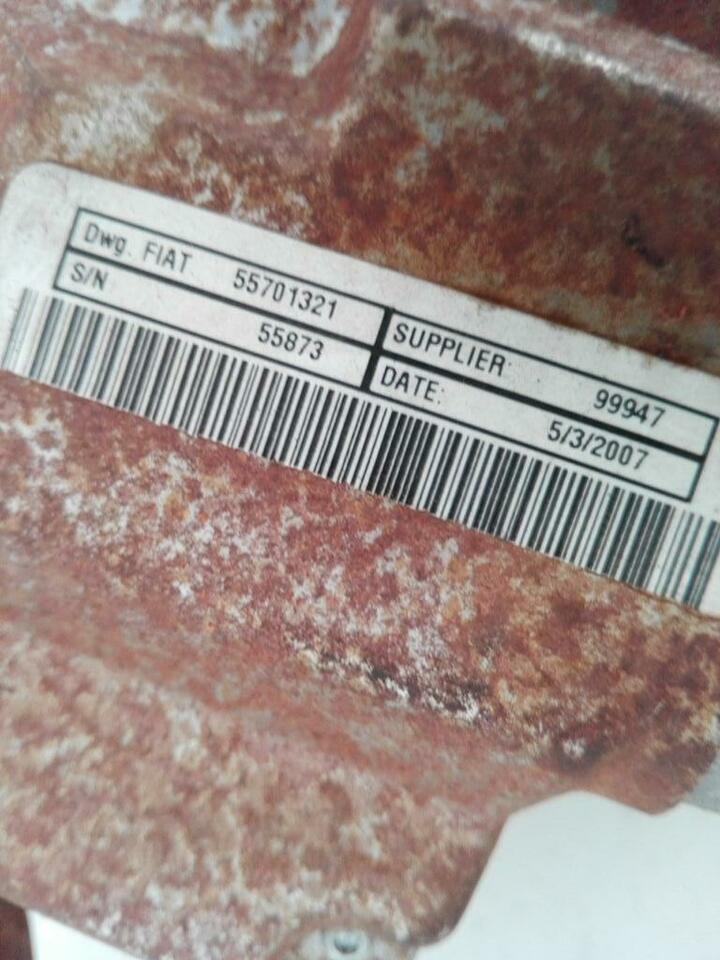 Dwg. FIAT 55701321
S/N 55873
SUPPLIER: 99947
DATE: 5/3/2007